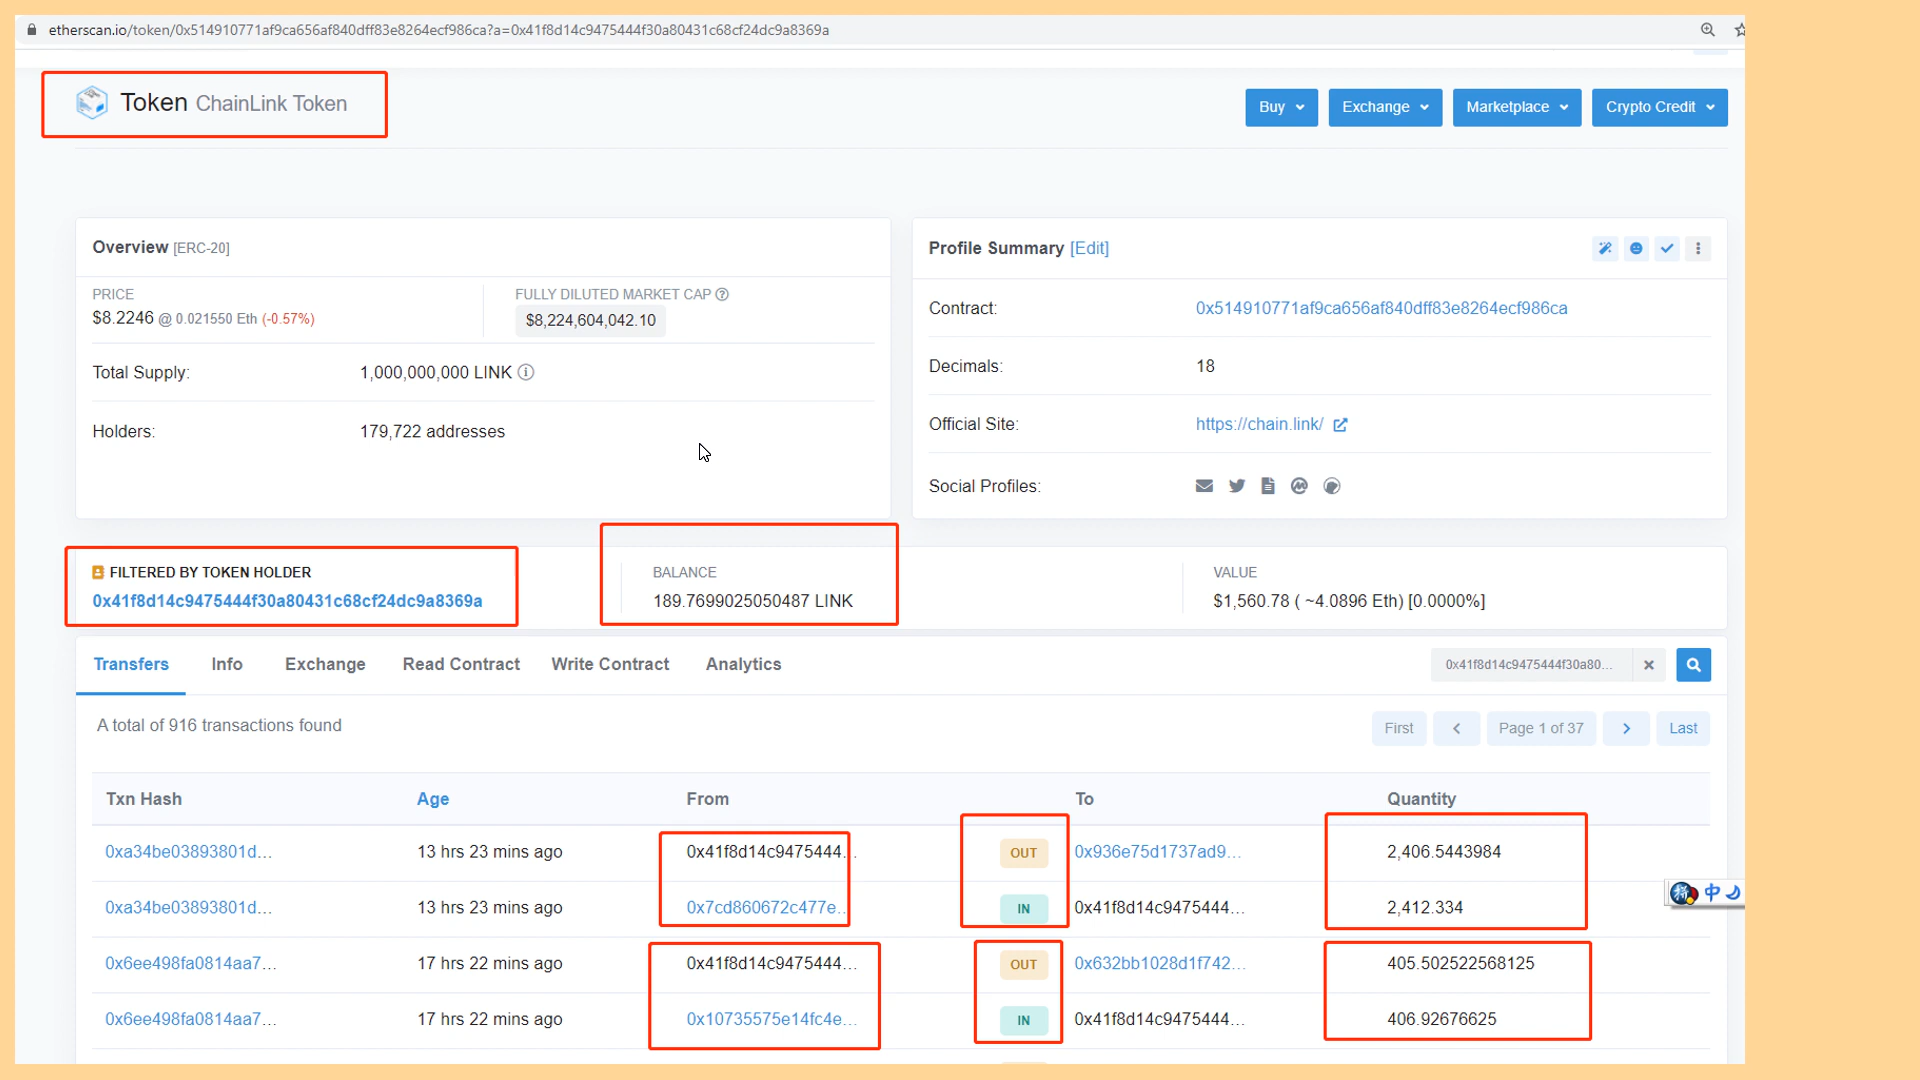 etherscan.io/token/0x514910771af9ca656af840dff83e8264ecf986ca?a=0x41f8d14c9475444f30a80431c68cf24dc9a8369a
Token ChainLink Token
Buy Exchange Marketplace Crypto Credit
Overview [ERC-20]
PRICE
$8.2246 @ 0.021550 Eth (-0.57%)
FULLY DILUTED MARKET CAP
$8,224,604,042.10
Total Supply: 1,000,000,000 LINK
Holders: 179,722 addresses
Profile Summary [Edit]
Contract: 0x514910771af9ca656af840dff83e8264ecf986ca
Decimals: 18
Official Site: https://chain.link/
Social Profiles:
FILTERED BY TOKEN HOLDER
0x41f8d14c9475444f30a80431c68cf24dc9a8369a
BALANCE
189.7699025050487 LINK
VALUE
$1,560.78 ( ~4.0896 Eth) [0.0000%]
Transfers Info Exchange Read Contract Write Contract Analytics
0x41f8d14c9475444f30a80...
A total of 916 transactions found
First Page 1 of 37 Last
Txn Hash Age From To Quantity
0xa34be03893801d... 13 hrs 23 mins ago 0x41f8d14c9475444... OUT 0x936e75d1737ad9... 2,406.5443984
0xa34be03893801d... 13 hrs 23 mins ago 0x7cd860672c477e... IN 0x41f8d14c9475444... 2,412.334
0x6ee498fa0814aa7... 17 hrs 22 mins ago 0x41f8d14c9475444... OUT 0x632bb1028d1f742... 405.502522568125
0x6ee498fa0814aa7... 17 hrs 22 mins ago 0x10735575e14fc4e... IN 0x41f8d14c9475444... 406.92676625
拼 中